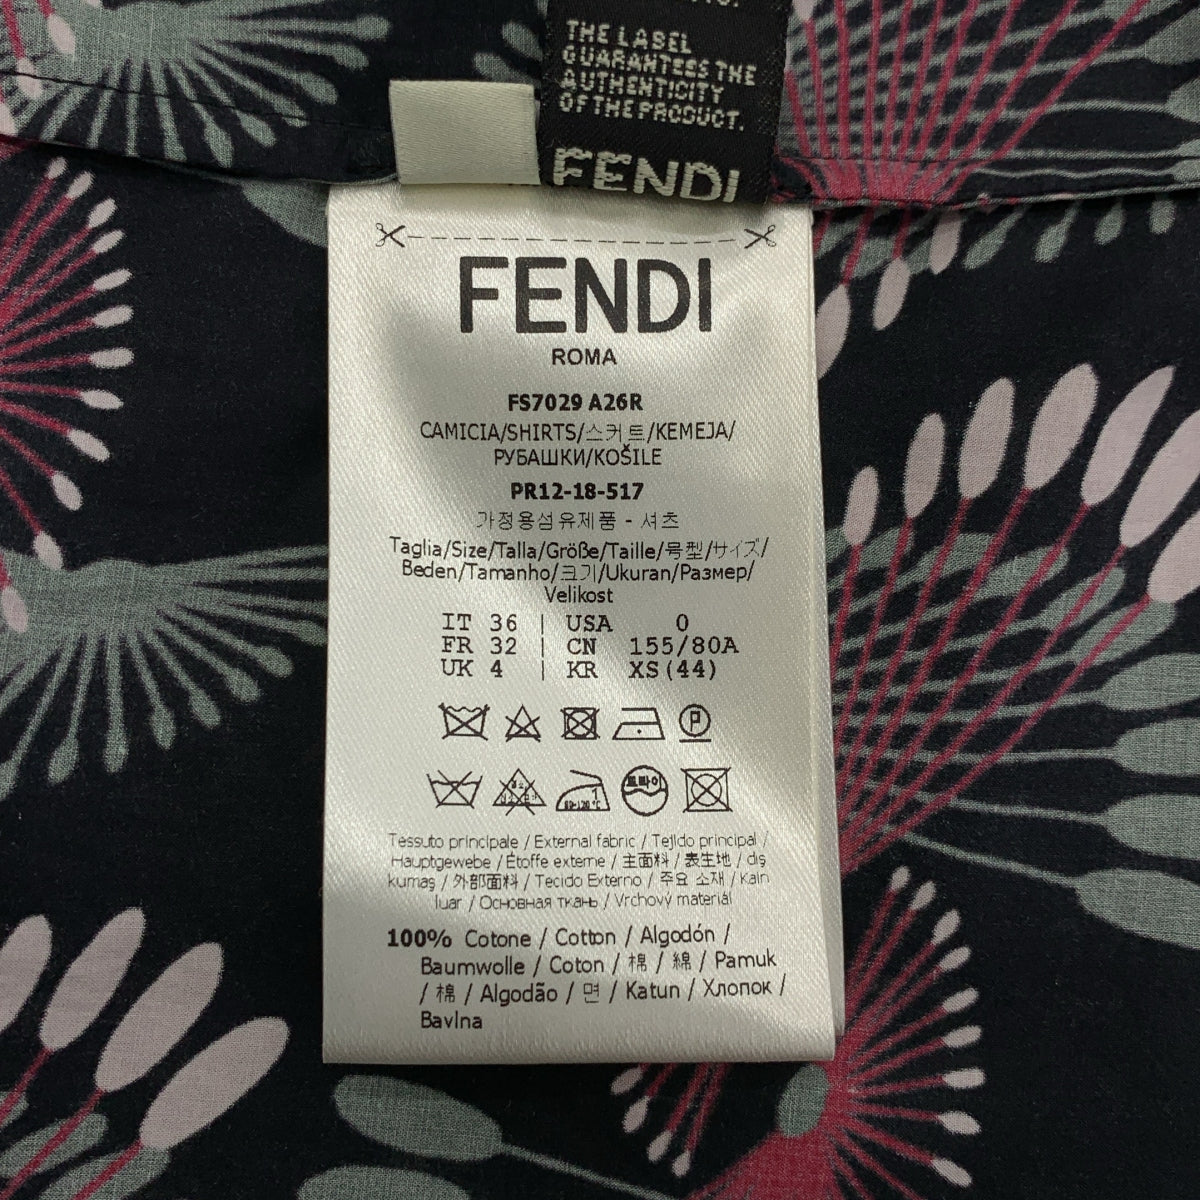 THE LABEL
GUARANTEES THE
AUTHENTICITY
OF THE PRODUCT.
FENDI
FENDI
ROMA
FS7029 A26R
CAMICIA/SHIRTS/스커트/KEMEJA/
РУБАШКИ/KOŠILE
PR12-18-517
가정용섬유제품 - 셔츠
Taglia/Size/Talla/Größe/Taille/号型/サイズ/
Beden/Tamanho/크기/Ukuran/Размер/
Velikost
IT 36 | USA 0
FR 32 | CN 155/80A
UK 4 | KR XS(44)
P
드라이
80-120℃
Tessuto principale / External fabric / Tejido principal /
Hauptgewebe / Étoffe externe / 主面料 / 表生地 / dış
kumaş / 外部面料 / Tecido Externo / 주요 소재 / Kain
luar / Основная ткань / Vrchový materiál
100% Cotone / Cotton / Algodón /
Baumwolle / Coton / 棉 / 綿 / Pamuk
/ 棉 / Algodão / 면 / Katun / Хлопок /
Bavlna